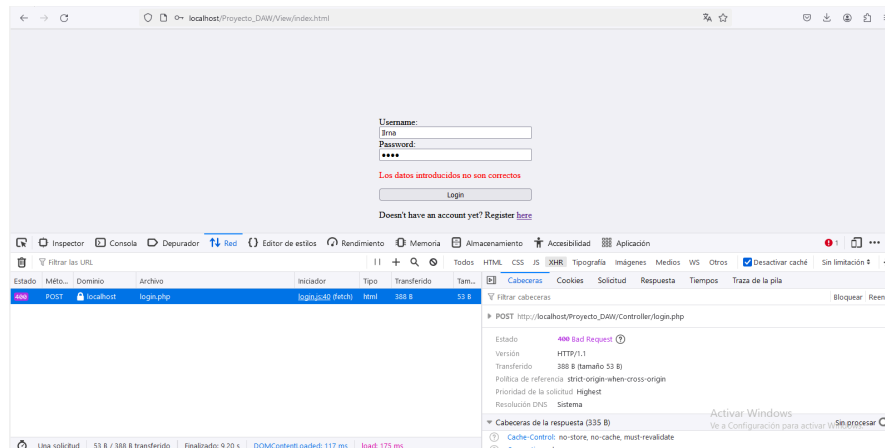 localhost/Proyecto_DAW/View/index.html
Username:
Ilrna
Password:
••••
Los datos introducidos no son correctos
Login
Doesn't have an account yet? Register here
Inspector Consola Depurador Red Editor de estilos Rendimiento Memoria Almacenamiento Accesibilidad Aplicación 1
Filtrar las URL Todos HTML CSS JS XHR Tipografía Imágenes Medios WS Otros Desactivar caché Sin limitación
Estado Méto... Dominio Archivo Iniciador Tipo Transferido Tam... Cabeceras Cookies Solicitud Respuesta Tiempos Traza de la pila
400 POST localhost login.php login.js:40 (fetch) html 388 B 53 B
Filtrar cabeceras Bloquear Reen
POST http://localhost/Proyecto_DAW/Controller/login.php
Estado 400 Bad Request
Versión HTTP/1.1
Transferido 388 B (tamaño 53 B)
Política de referencia strict-origin-when-cross-origin
Prioridad de la solicitud Highest
Resolución DNS Sistema
Activar Windows
Ve a Configuración para activar
Cabeceras de la respuesta (335 B) Sin procesar
Cache-Control: no-store, no-cache, must-revalidate
Una solicitud 53 B / 388 B transferido Finalizado: 9,20 s DOMContentLoaded: 117 ms load: 175 ms